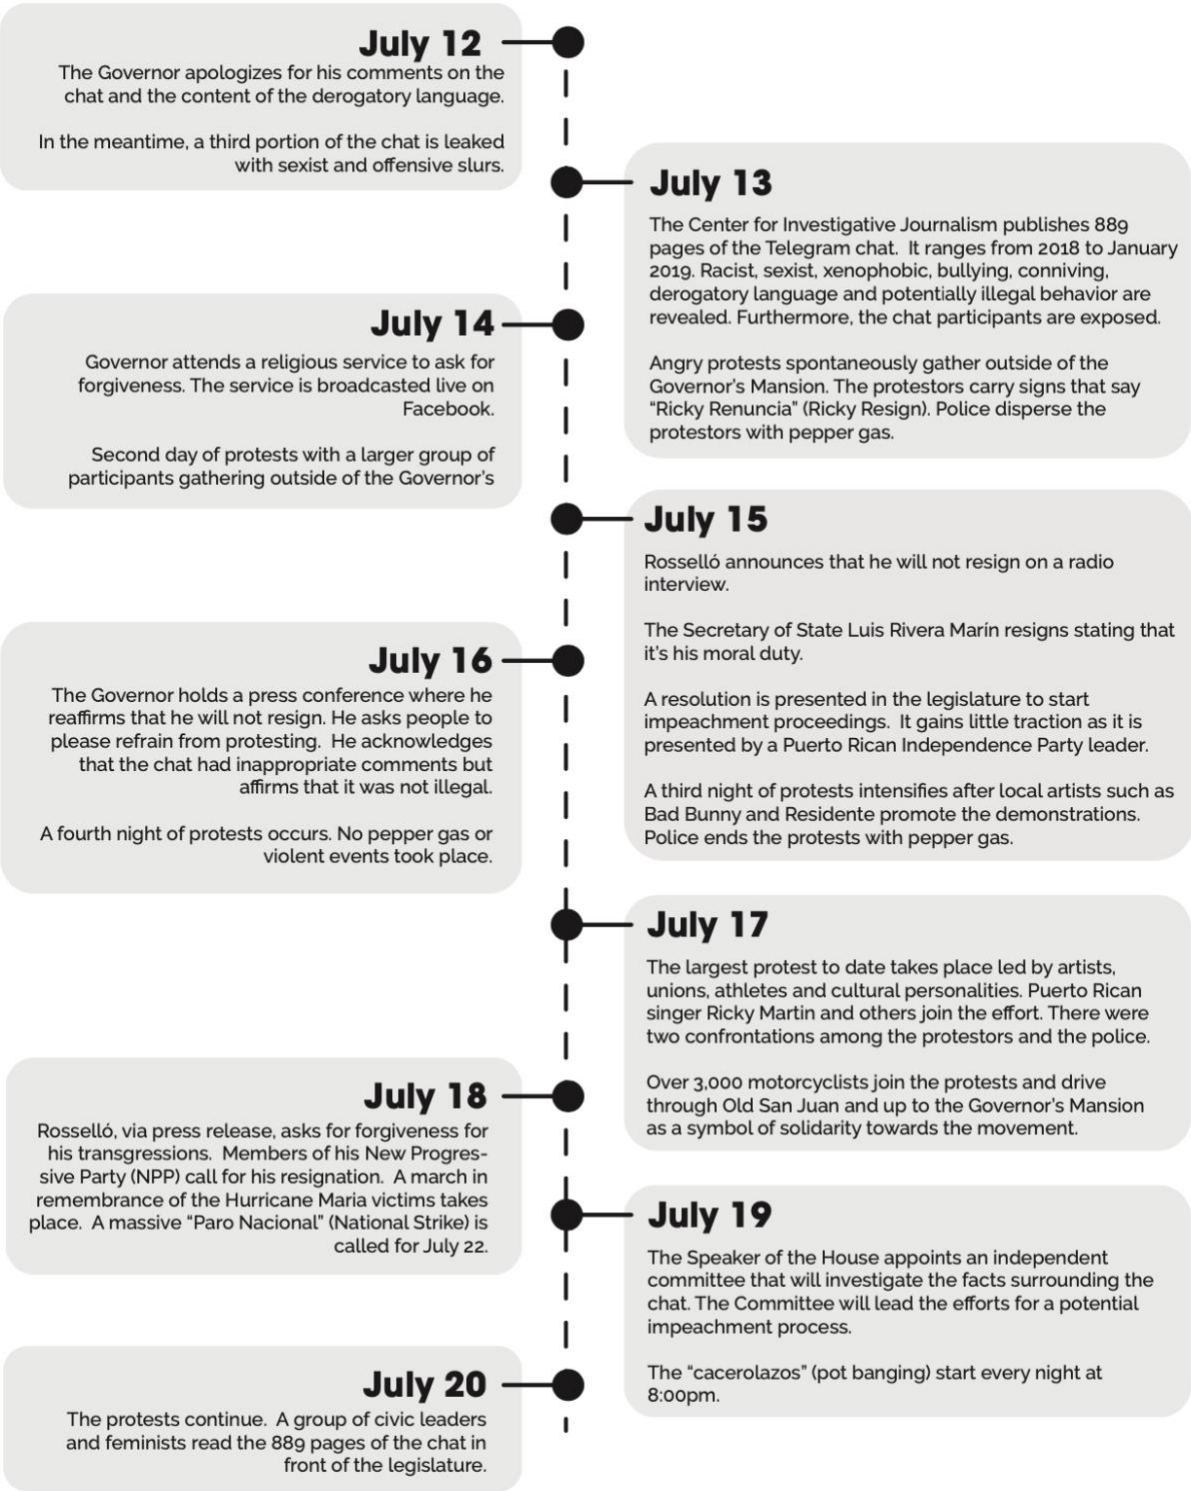 July 12
The Governor apologizes for his comments on the
chat and the content of the derogatory language.
In the meantime, a third portion of the chat is leaked
with sexist and offensive slurs.
July 13
The Center for Investigative Journalism publishes 889
pages of the Telegram chat.  It ranges from 2018 to January
2019. Racist, sexist, xenophobic, bullying, conniving,
derogatory language and potentially illegal behavior are
revealed. Furthermore, the chat participants are exposed.
Angry protests spontaneously gather outside of the
Governor's Mansion. The protestors carry signs that say
“Ricky Renuncia” (Ricky Resign). Police disperse the
protestors with pepper gas.
July 14
Governor attends a religious service to ask for
forgiveness. The service is broadcasted live on
Facebook.
Second day of protests with a larger group of
participants gathering outside of the Governor's
July 15
Rosselló announces that he will not resign on a radio
interview.
The Secretary of State Luis Rivera Marín resigns stating that
it's his moral duty.
A resolution is presented in the legislature to start
impeachment proceedings.  It gains little traction as it is
presented by a Puerto Rican Independence Party leader.
A third night of protests intensifies after local artists such as
Bad Bunny and Residente promote the demonstrations.
Police ends the protests with pepper gas.
July 16
The Governor holds a press conference where he
reaffirms that he will not resign. He asks people to
please refrain from protesting.  He acknowledges
that the chat had inappropriate comments but
affirms that it was not illegal.
A fourth night of protests occurs. No pepper gas or
violent events took place.
July 17
The largest protest to date takes place led by artists,
unions, athletes and cultural personalities. Puerto Rican
singer Ricky Martin and others join the effort. There were
two confrontations among the protestors and the police.
Over 3,000 motorcyclists join the protests and drive
through Old San Juan and up to the Governor's Mansion
as a symbol of solidarity towards the movement.
July 18
Rosselló, via press release, asks for forgiveness for
his transgressions.  Members of his New Progres-
sive Party (NPP) call for his resignation.  A march in
remembrance of the Hurricane Maria victims takes
place.  A massive “Paro Nacional” (National Strike) is
called for July 22.
July 19
The Speaker of the House appoints an independent
committee that will investigate the facts surrounding the
chat. The Committee will lead the efforts for a potential
impeachment process.
The “cacerolazos” (pot banging) start every night at
8:00pm.
July 20
The protests continue.  A group of civic leaders
and feminists read the 889 pages of the chat in
front of the legislature.